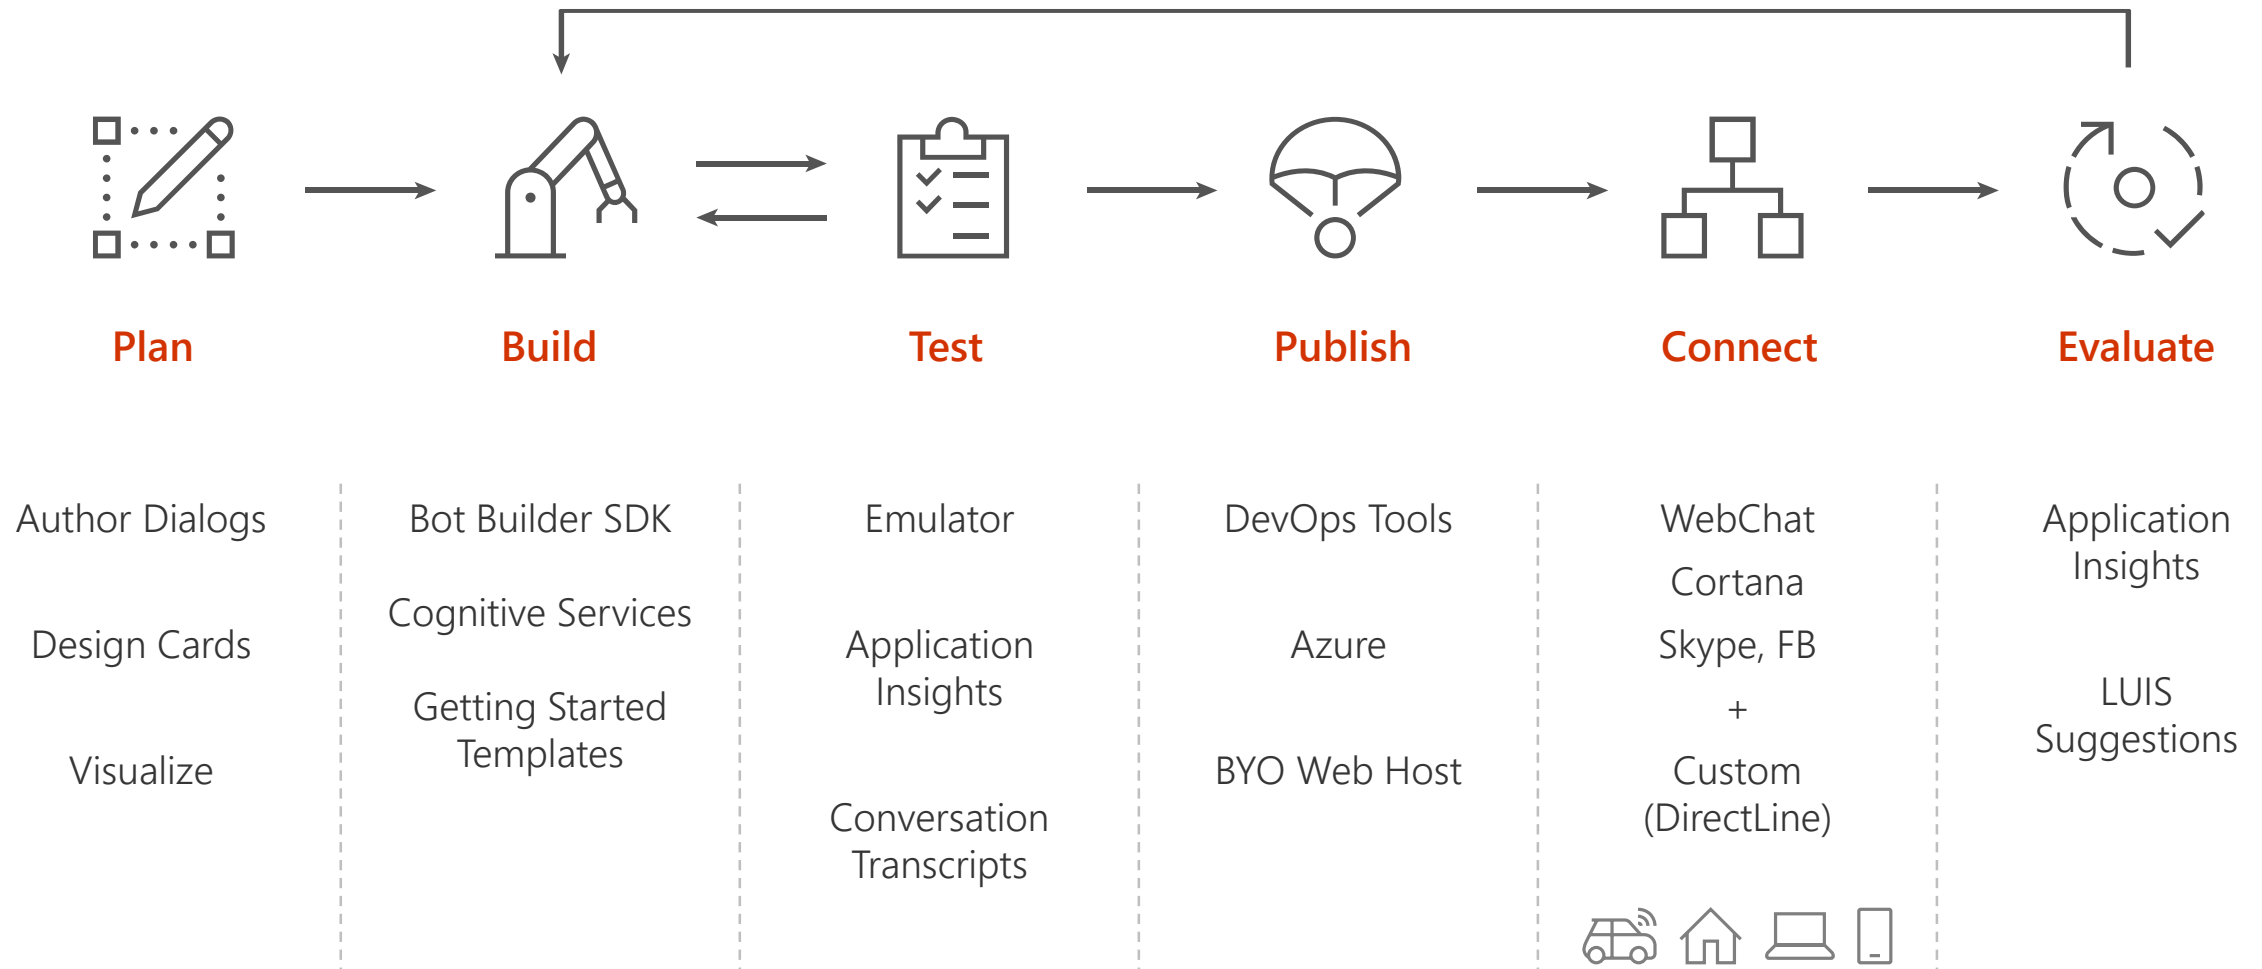 Plan
Build
Test
Publish
Connect
Evaluate
Author Dialogs
Design Cards
Visualize
Bot Builder SDK
Cognitive Services
Getting Started
Templates
Emulator
Application
Insights
Conversation
Transcripts
DevOps Tools
Azure
BYO Web Host
WebChat
Cortana
Skype, FB
+
Custom
(DirectLine)
Application
Insights
LUIS
Suggestions